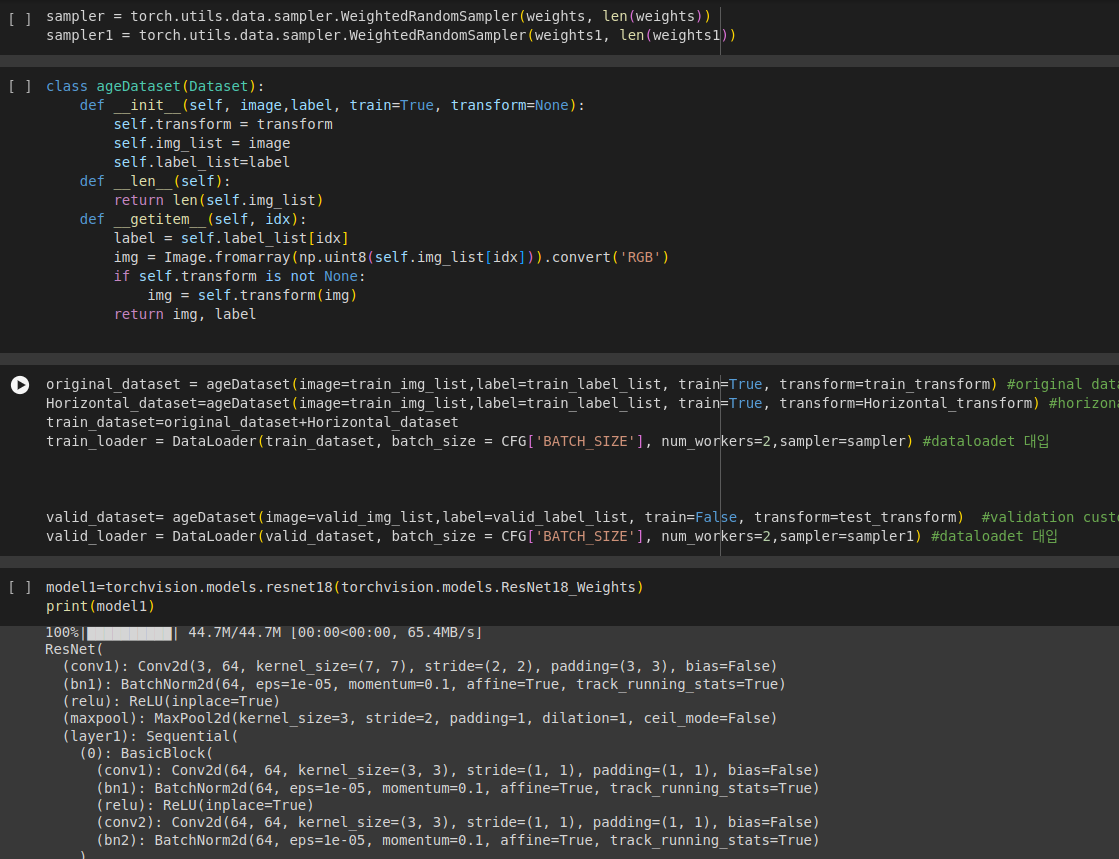 [ ] sampler = torch.utils.data.sampler.WeightedRandomSampler(weights, len(weights))
sampler1 = torch.utils.data.sampler.WeightedRandomSampler(weights1, len(weights1))
[ ] class ageDataset(Dataset):
def __init__(self, image,label, train=True, transform=None):
self.transform = transform
self.img_list = image
self.label_list=label
def __len__(self):
return len(self.img_list)
def __getitem__(self, idx):
label = self.label_list[idx]
img = Image.fromarray(np.uint8(self.img_list[idx])).convert('RGB')
if self.transform is not None:
img = self.transform(img)
return img, label
original_dataset = ageDataset(image=train_img_list,label=train_label_list, train=True, transform=train_transform) #original data
Horizontal_dataset=ageDataset(image=train_img_list,label=train_label_list, train=True, transform=Horizontal_transform) #horizona
train_dataset=original_dataset+Horizontal_dataset
train_loader = DataLoader(train_dataset, batch_size = CFG['BATCH_SIZE'], num_workers=2,sampler=sampler) #dataloadet 대입
valid_dataset= ageDataset(image=valid_img_list,label=valid_label_list, train=False, transform=test_transform) #validation custo
valid_loader = DataLoader(valid_dataset, batch_size = CFG['BATCH_SIZE'], num_workers=2,sampler=sampler1) #dataloadet 대입
[ ] model1=torchvision.models.resnet18(torchvision.models.ResNet18_Weights)
print(model1)
100%|██████████| 44.7M/44.7M [00:00<00:00, 65.4MB/s]
ResNet(
(conv1): Conv2d(3, 64, kernel_size=(7, 7), stride=(2, 2), padding=(3, 3), bias=False)
(bn1): BatchNorm2d(64, eps=1e-05, momentum=0.1, affine=True, track_running_stats=True)
(relu): ReLU(inplace=True)
(maxpool): MaxPool2d(kernel_size=3, stride=2, padding=1, dilation=1, ceil_mode=False)
(layer1): Sequential(
(0): BasicBlock(
(conv1): Conv2d(64, 64, kernel_size=(3, 3), stride=(1, 1), padding=(1, 1), bias=False)
(bn1): BatchNorm2d(64, eps=1e-05, momentum=0.1, affine=True, track_running_stats=True)
(relu): ReLU(inplace=True)
(conv2): Conv2d(64, 64, kernel_size=(3, 3), stride=(1, 1), padding=(1, 1), bias=False)
(bn2): BatchNorm2d(64, eps=1e-05, momentum=0.1, affine=True, track_running_stats=True)
)